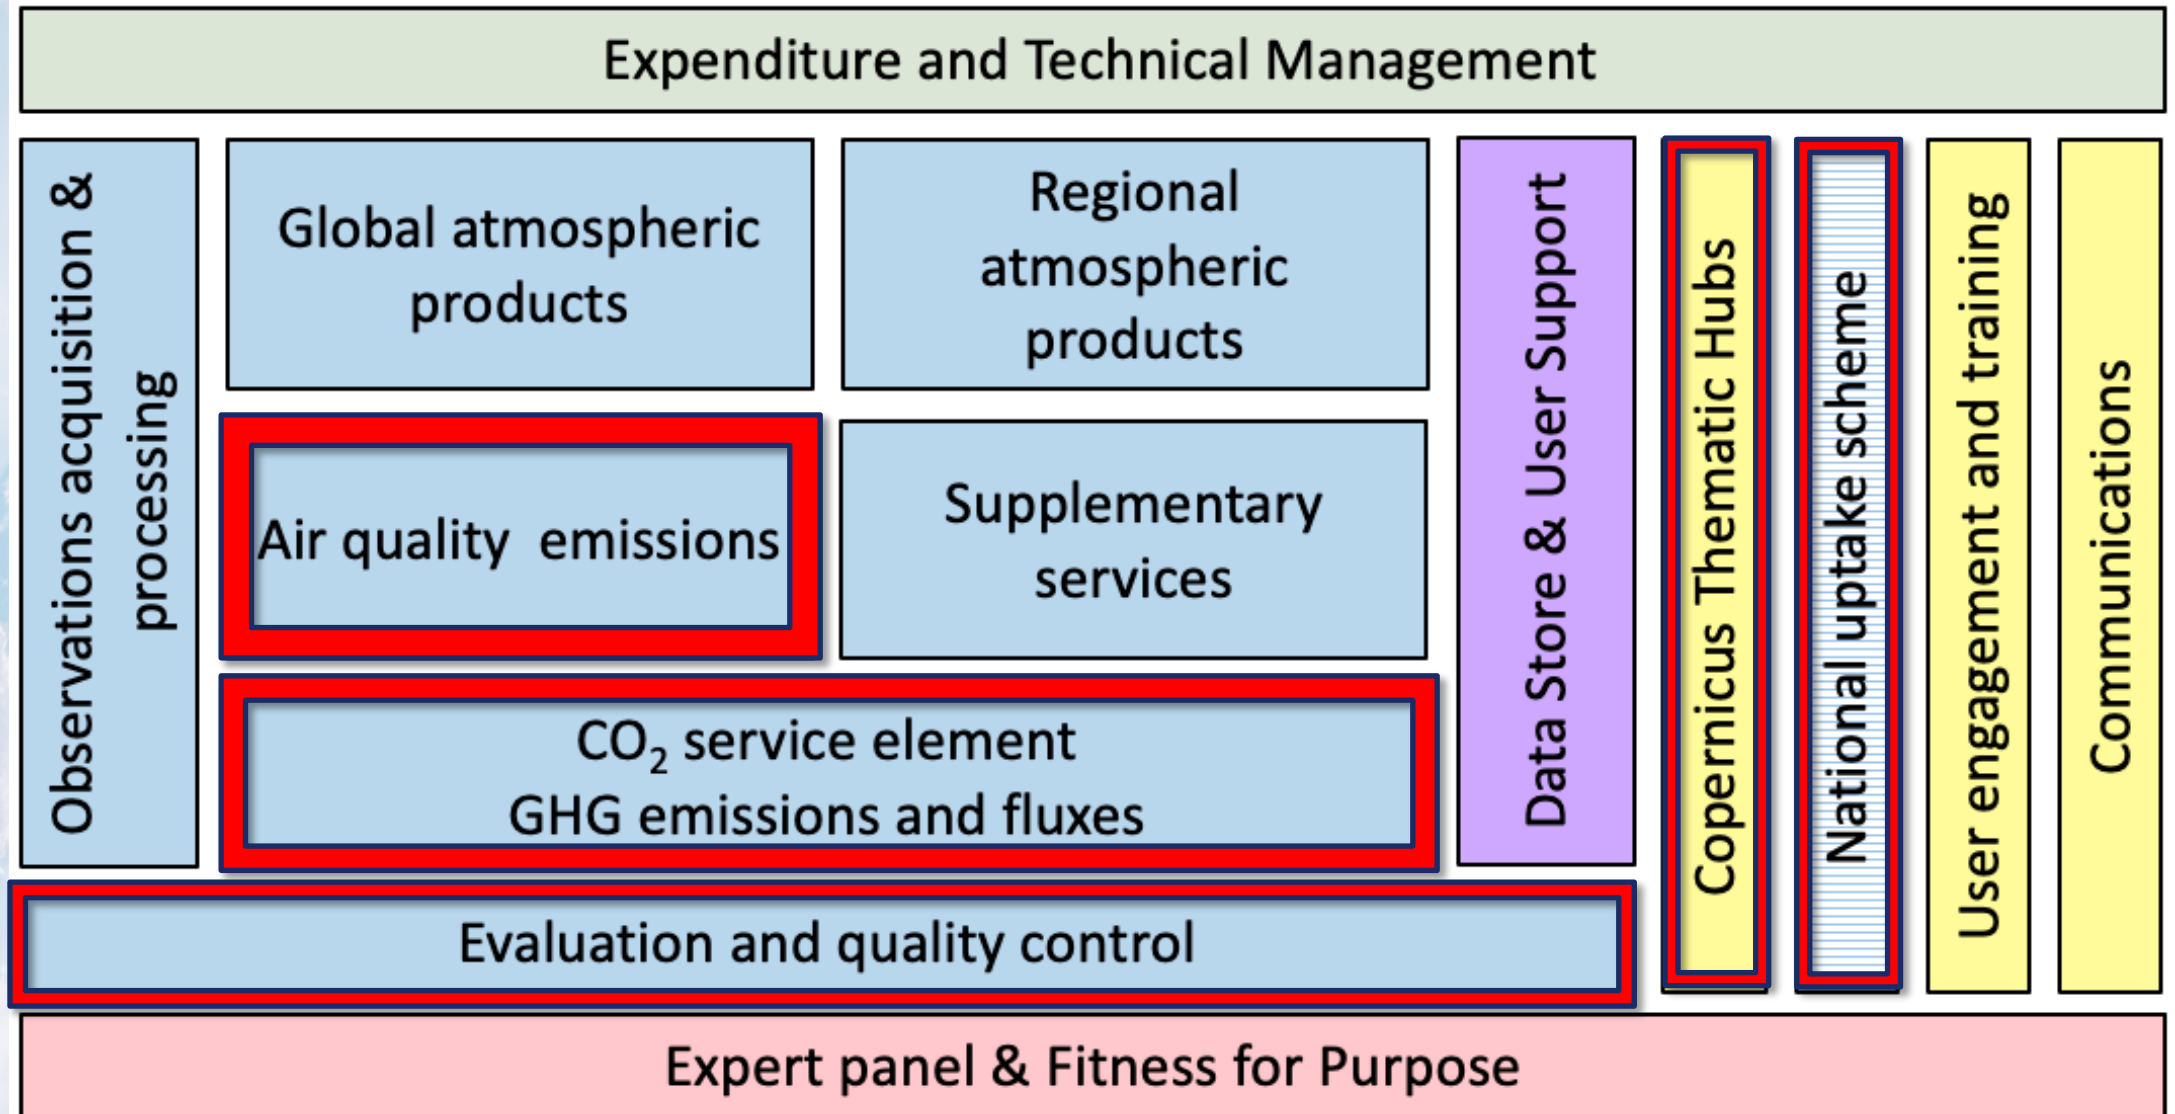 Expenditure and Technical Management
Observations acquisition &
processing
Global atmospheric
products
Regional
atmospheric
products
Air quality  emissions
Supplementary
services
CO₂ service element
GHG emissions and fluxes
Evaluation and quality control
Data Store & User Support
Copernicus Thematic Hubs
National uptake scheme
User engagement and training
Communications
Expert panel & Fitness for Purpose